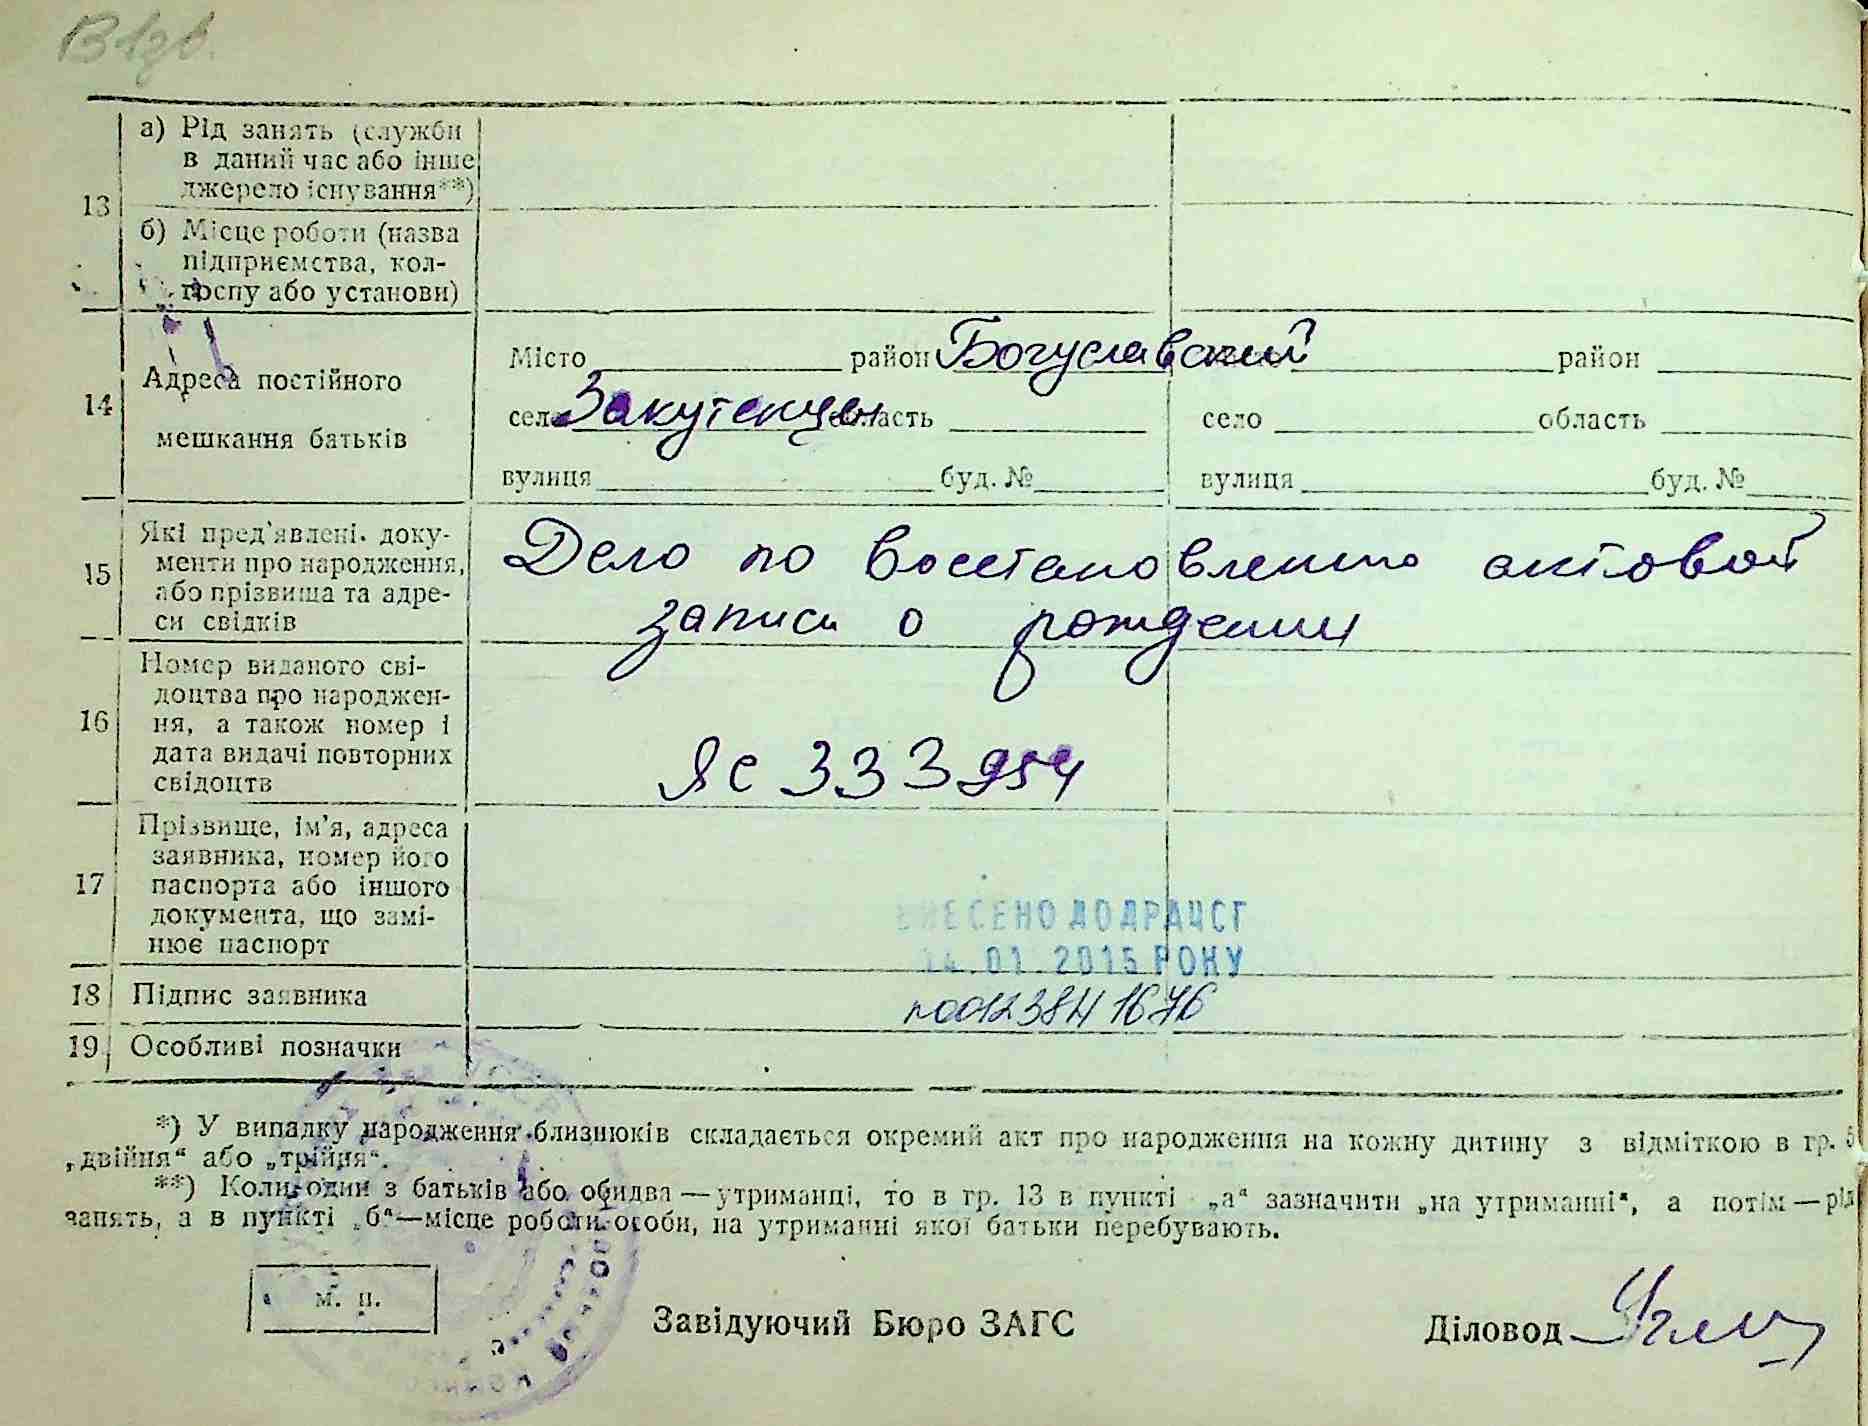 13
а) Рід занять (служби
в даний час або інше
джерело існування**)
б) Місце роботи (назва
підприємства, кол-
госпу або установи)
14
Адреса постійного
мешкання батьків
Місто район Богуславский район
село Закутенцы область село область
вулиця буд. № вулиця буд. №
15
Які пред'явлені доку-
менти про народження,
або прізвища та адре-
си свідків
Дело по восстановлению актовой
записи о рождении
16
Номер виданого сві-
доцтва про народжен-
ня, а також номер і
дата видачі повторних
свідоцтв
ЯС 333954
17
Прізвище, ім'я, адреса
заявника, номер його
паспорта або іншого
документа, що замі-
нює паспорт
ВНЕСЕНО ДО ДРАЦСГ
14.01.2015 РОКУ
18 Підпис заявника
19 Особливі позначки
*) У випадку народження близнюків складається окремий акт про народження на кожну дитину з відміткою в гр. 5
„двійня“ або „трійня“.
**) Коли один з батьків або обидва — утриманці, то в гр. 13 в пункті „а“ зазначити „на утриманні“, а потім — рід
занять, а в пункті „б“ — місце роботи особи, на утриманні якої батьки перебувають.
м. п.
Завідуючий Бюро ЗАГС
Діловод